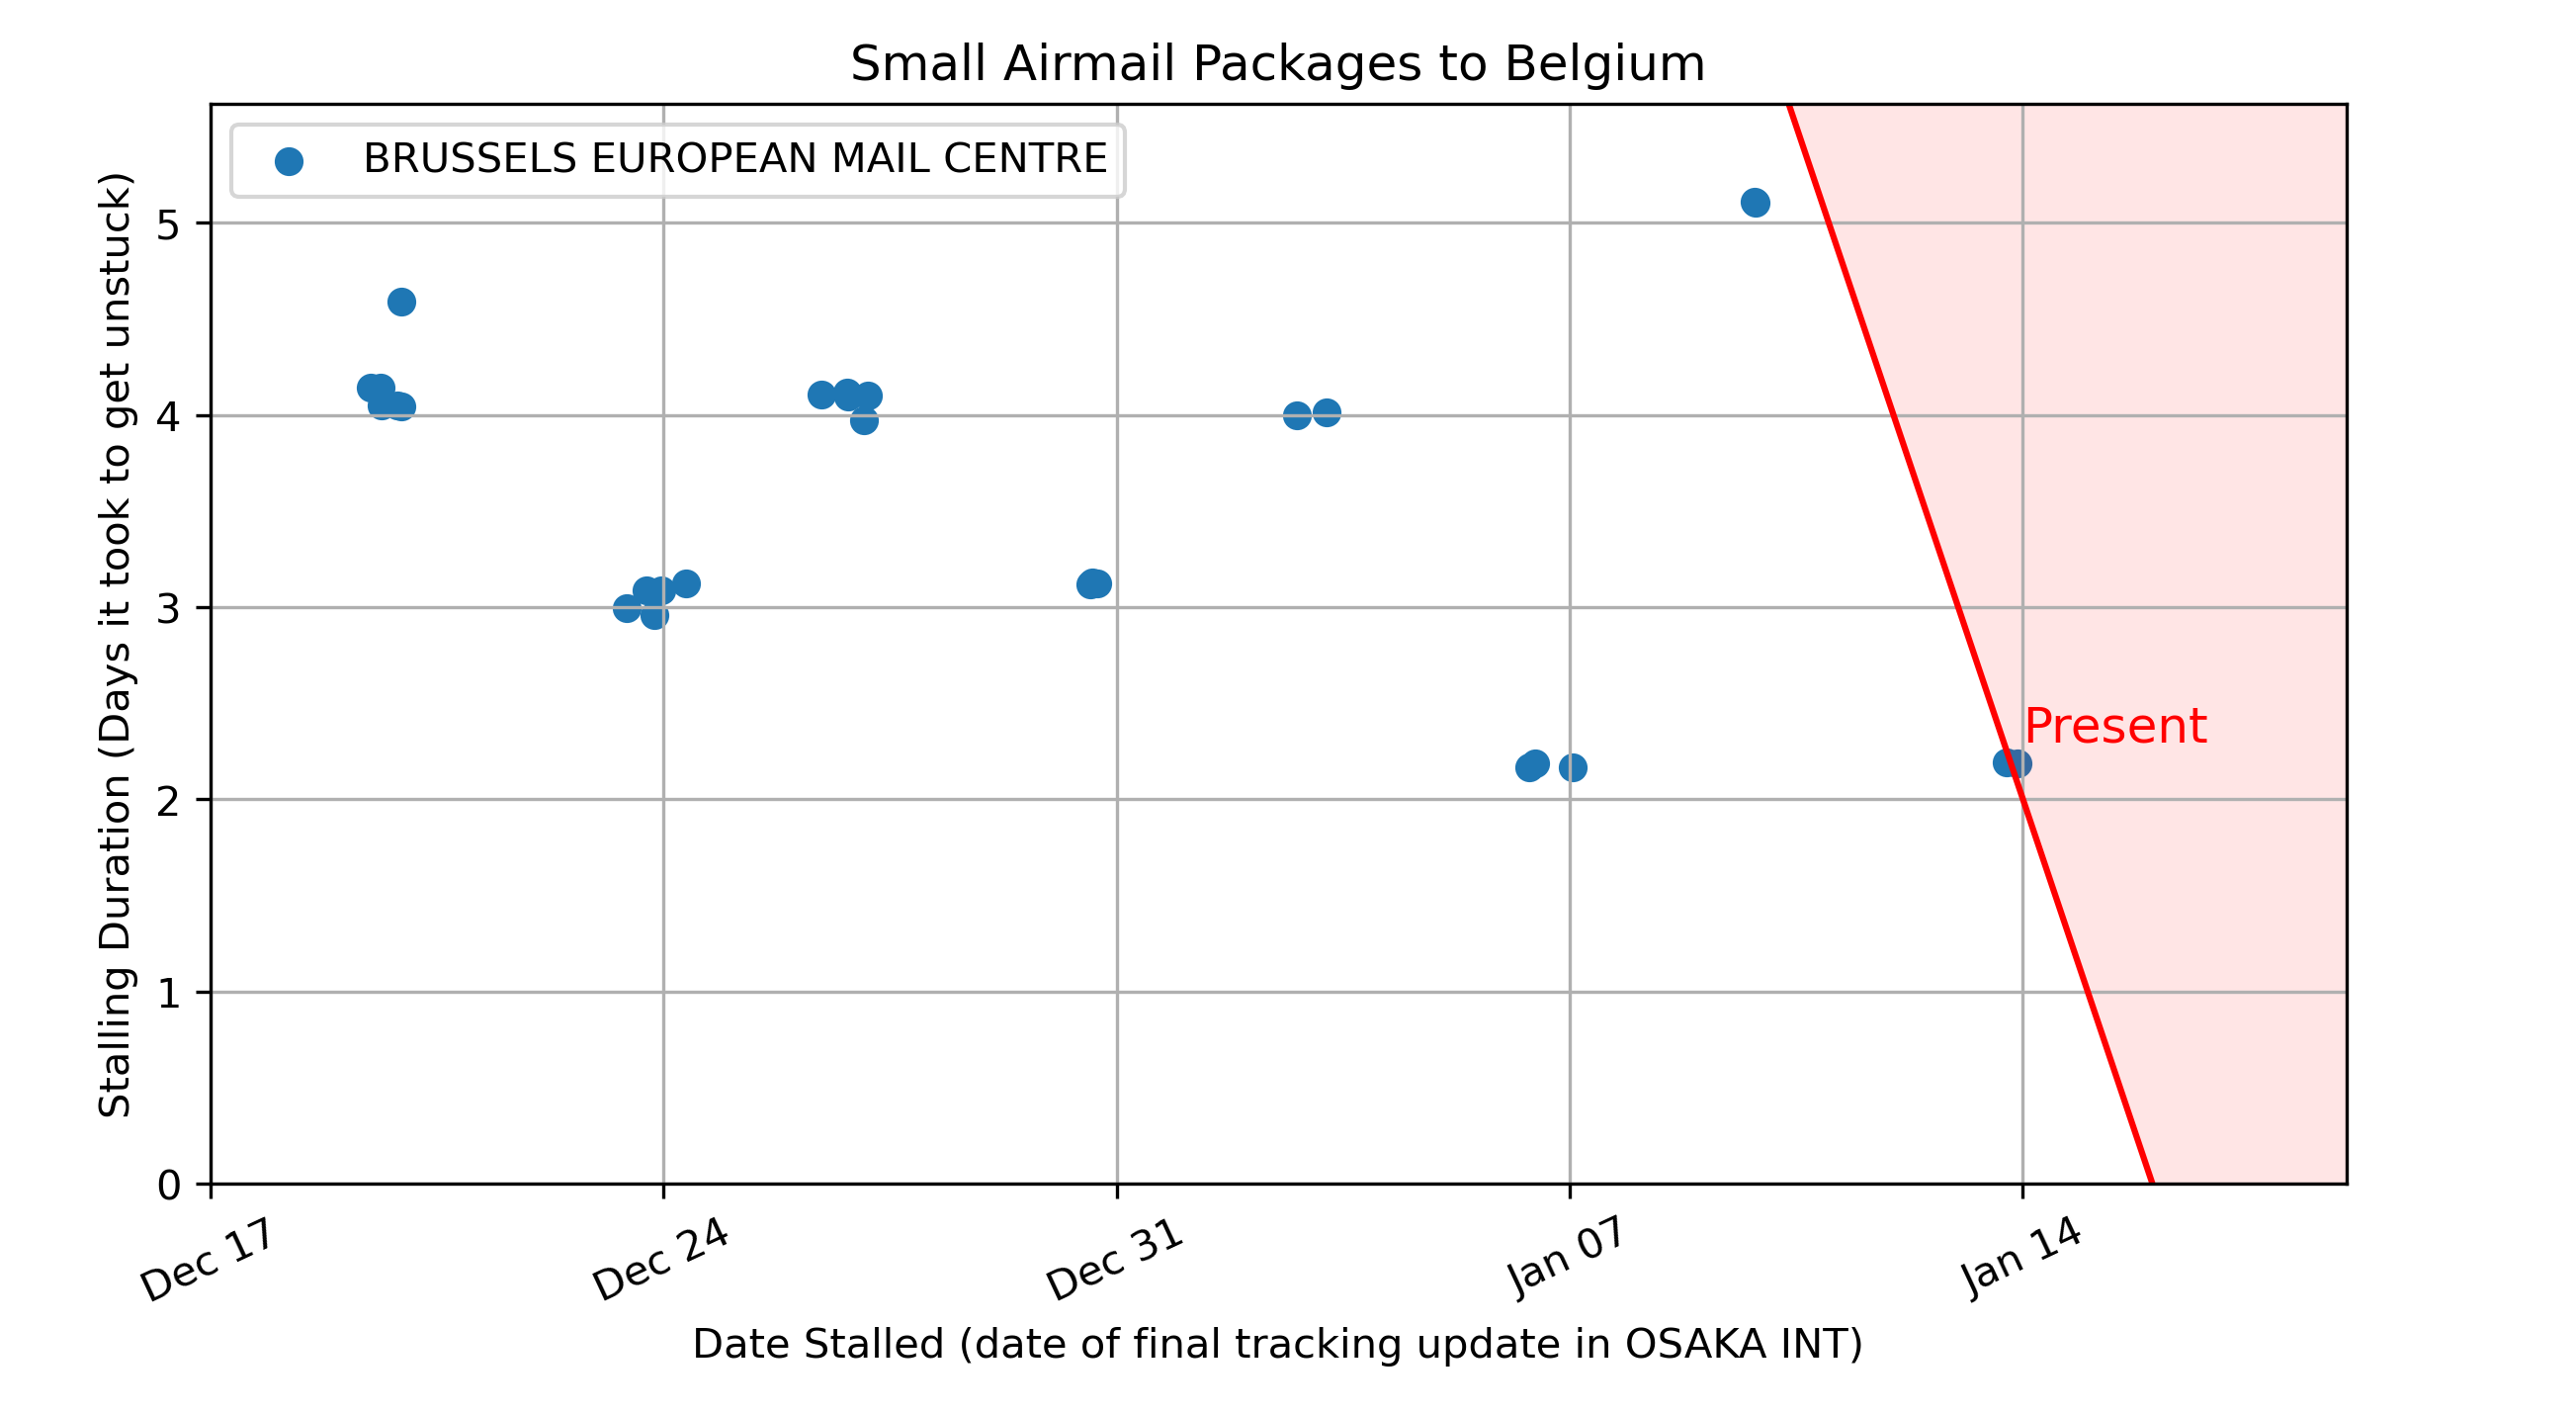 Small Airmail Packages to Belgium
BRUSSELS EUROPEAN MAIL CENTRE
Stalling Duration (Days it took to get unstuck)
5
4
3
2
1
0
Present
Dec 17
Dec 24
Dec 31
Jan 07
Jan 14
Date Stalled (date of final tracking update in OSAKA INT)